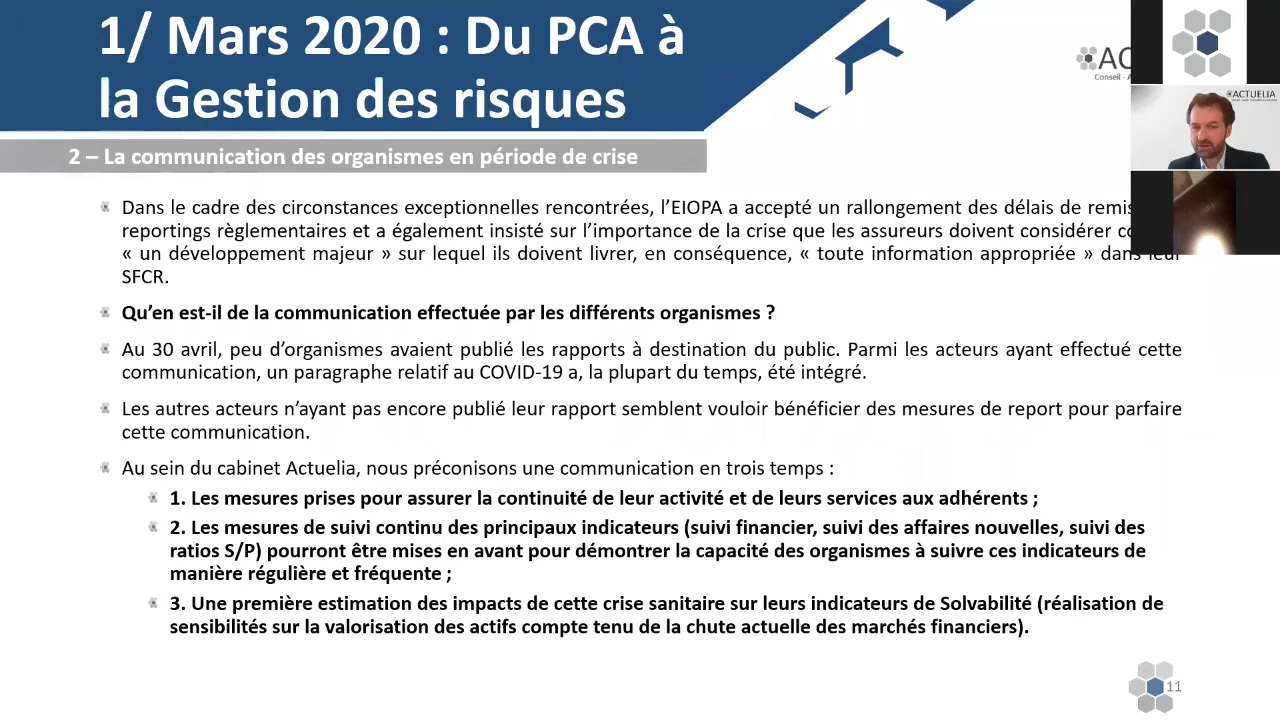 1/ Mars 2020 : Du PCA à
la Gestion des risques
2 – La communication des organismes en période de crise
AC
Conseil - A
ACTUELIA
Dans le cadre des circonstances exceptionnelles rencontrées, l’EIOPA a accepté un rallongement des délais de remis
reportings règlementaires et a également insisté sur l’importance de la crise que les assureurs doivent considérer co
« un développement majeur » sur lequel ils doivent livrer, en conséquence, « toute information appropriée » dans leur
SFCR.
Qu’en est-il de la communication effectuée par les différents organismes ?
Au 30 avril, peu d’organismes avaient publié les rapports à destination du public. Parmi les acteurs ayant effectué cette
communication, un paragraphe relatif au COVID-19 a, la plupart du temps, été intégré.
Les autres acteurs n’ayant pas encore publié leur rapport semblent vouloir bénéficier des mesures de report pour parfaire
cette communication.
Au sein du cabinet Actuelia, nous préconisons une communication en trois temps :
1. Les mesures prises pour assurer la continuité de leur activité et de leurs services aux adhérents ;
2. Les mesures de suivi continu des principaux indicateurs (suivi financier, suivi des affaires nouvelles, suivi des
ratios S/P) pourront être mises en avant pour démontrer la capacité des organismes à suivre ces indicateurs de
manière régulière et fréquente ;
3. Une première estimation des impacts de cette crise sanitaire sur leurs indicateurs de Solvabilité (réalisation de
sensibilités sur la valorisation des actifs compte tenu de la chute actuelle des marchés financiers).
11